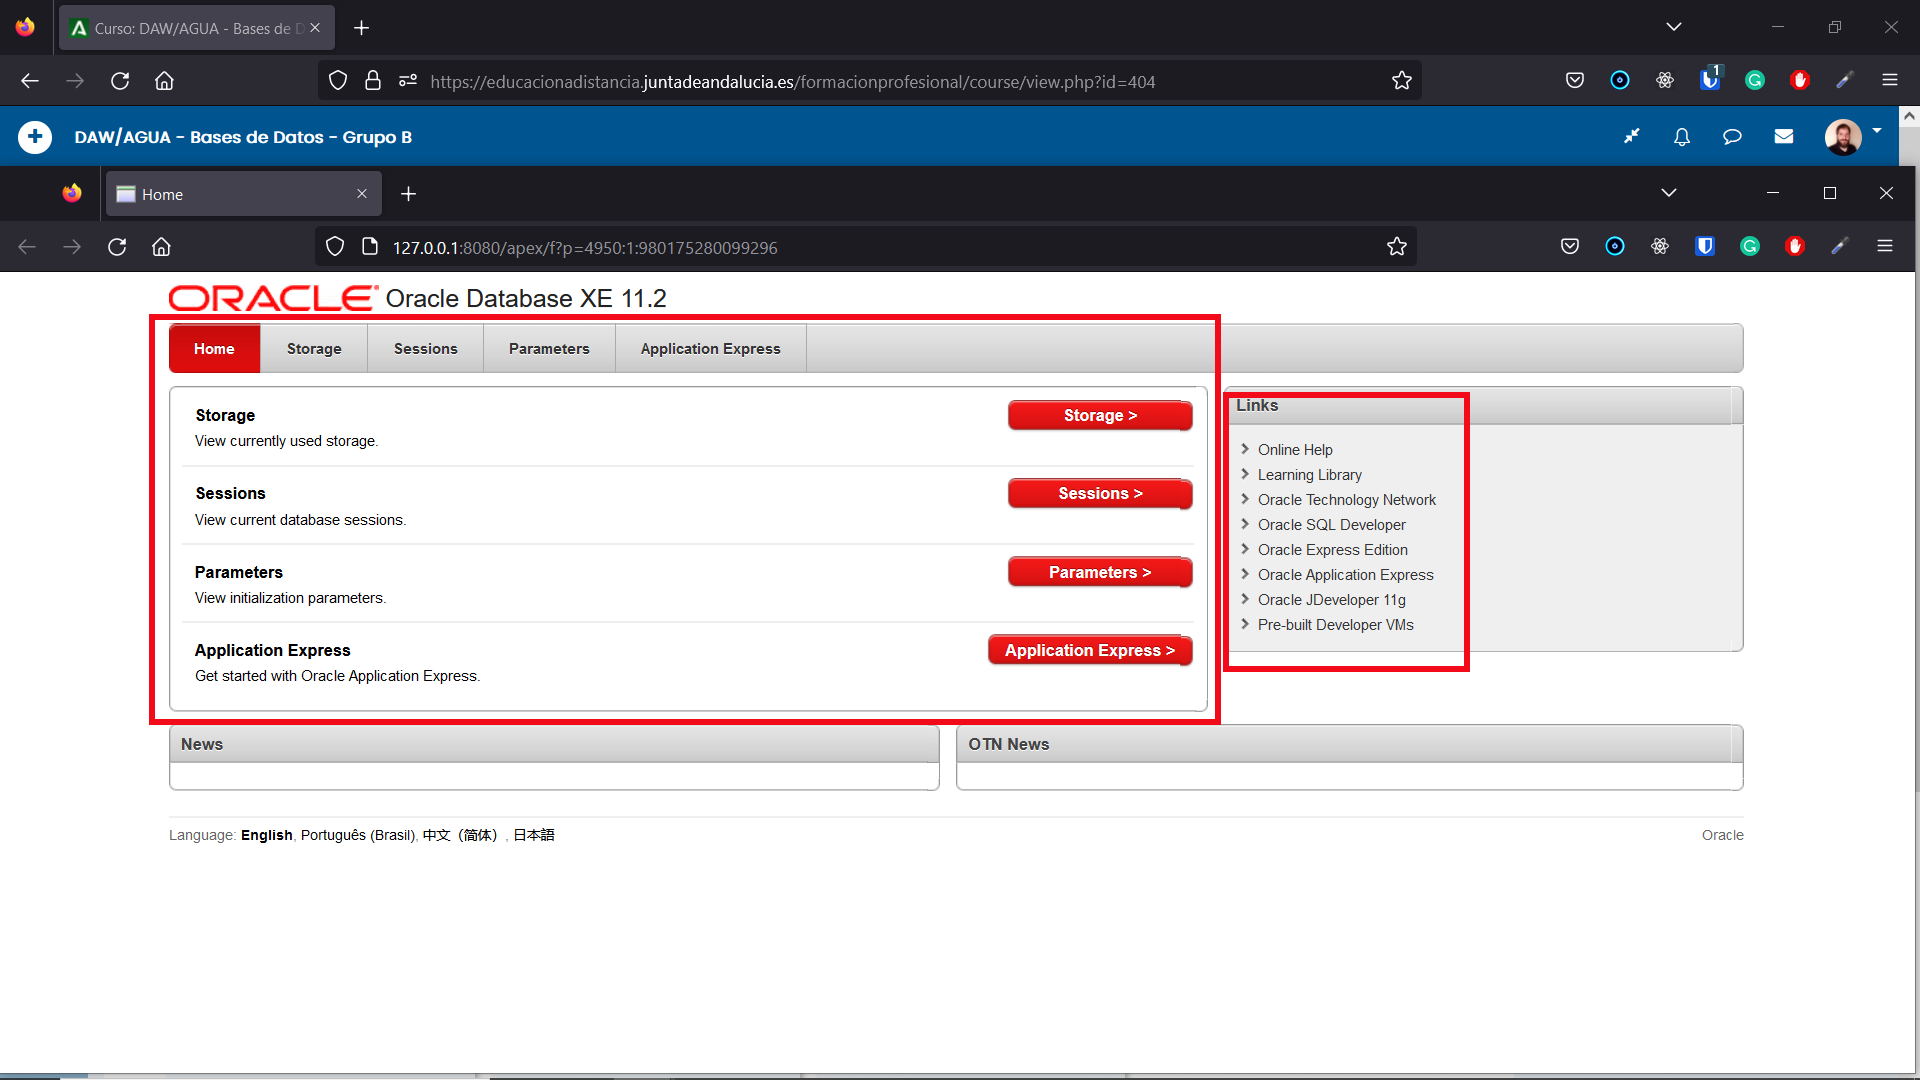 Curso: DAW/AGUA - Bases de D
https://educacionadistancia.juntadeandalucia.es/formacionprofesional/course/view.php?id=404
1
DAW/AGUA - Bases de Datos - Grupo B
Home
127.0.0.1:8080/apex/f?p=4950:1:980175280099296
ORACLE Oracle Database XE 11.2
Home Storage Sessions Parameters Application Express
Storage
View currently used storage.
Storage >
Sessions
View current database sessions.
Sessions >
Parameters
View initialization parameters.
Parameters >
Application Express
Get started with Oracle Application Express.
Application Express >
Links
Online Help
Learning Library
Oracle Technology Network
Oracle SQL Developer
Oracle Express Edition
Oracle Application Express
Oracle JDeveloper 11g
Pre-built Developer VMs
News
OTN News
Language: English, Português (Brasil), 中文（简体）, 日本語
Oracle